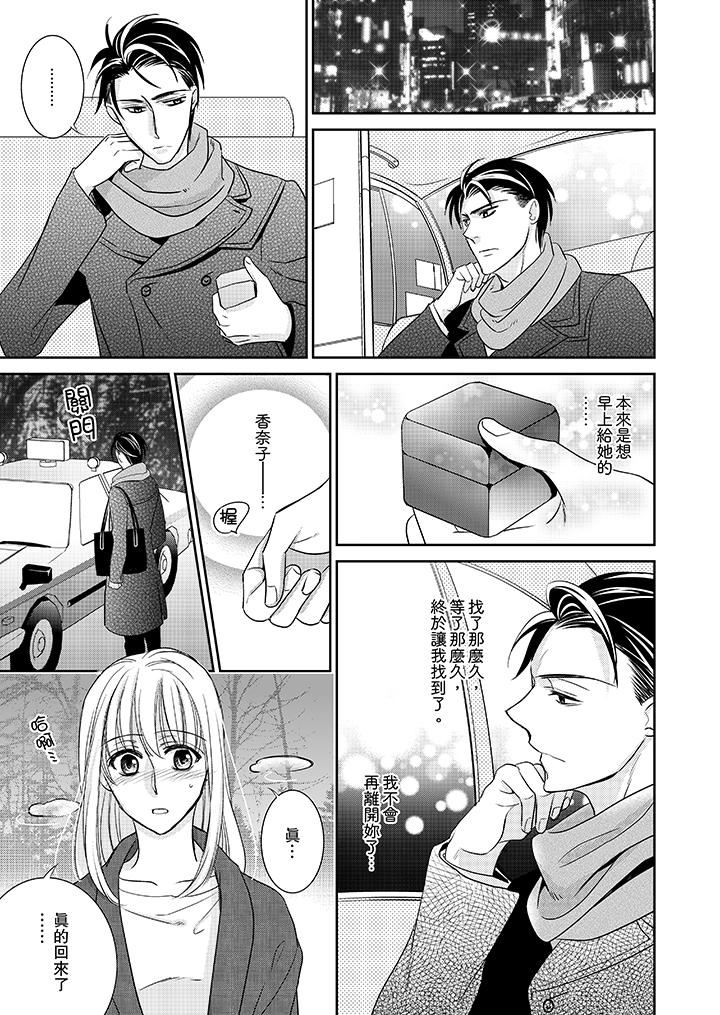 ……
本來是想
早上給她的
……
香奈子——…
握
關門
找了那麼久，
等了那麼久，
終於讓我找到了。
我不會
再離開妳了…
哈啊…
真…
真的回來了
……